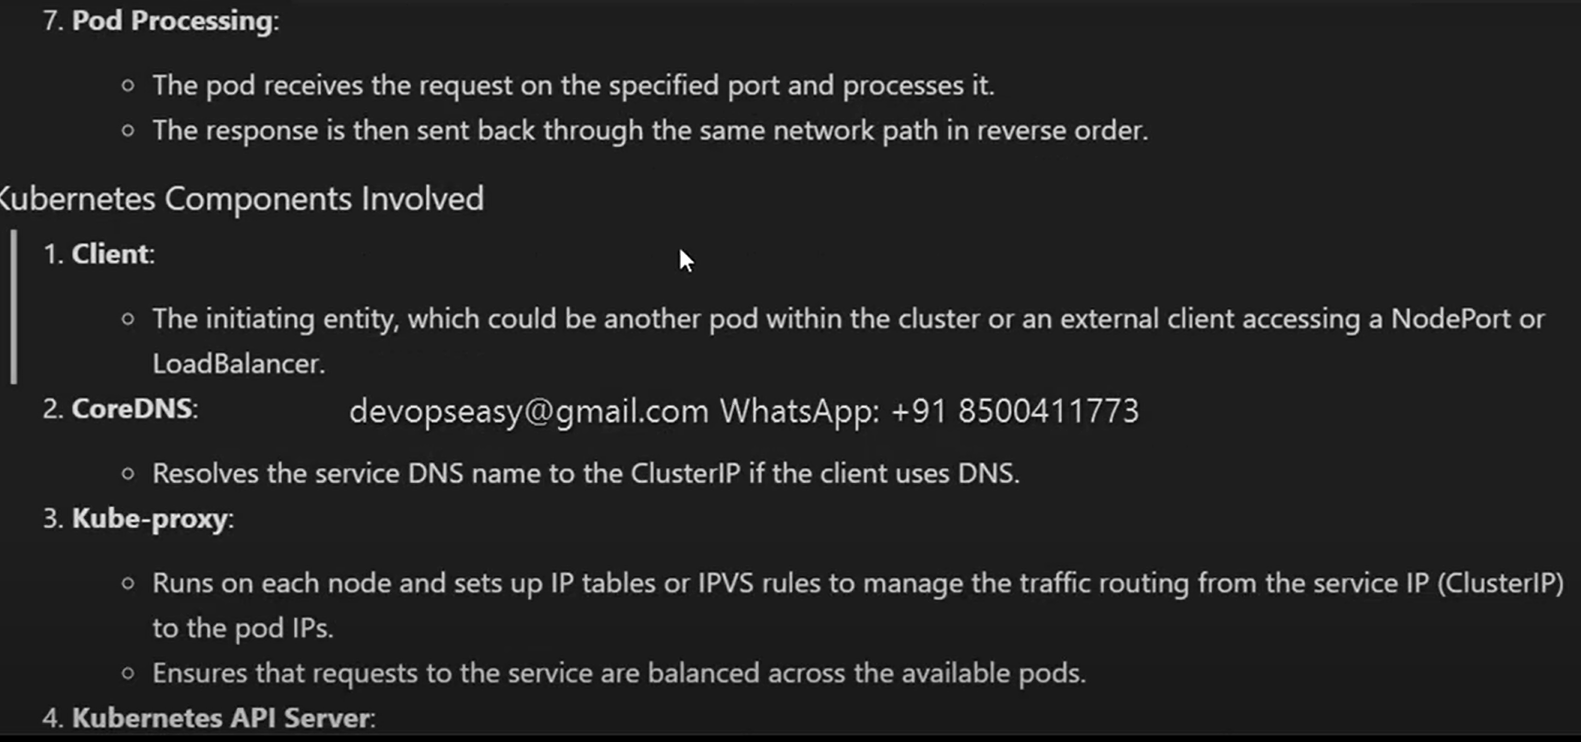 7. Pod Processing:
○ The pod receives the request on the specified port and processes it.
○ The response is then sent back through the same network path in reverse order.
Kubernetes Components Involved
1. Client:
○ The initiating entity, which could be another pod within the cluster or an external client accessing a NodePort or
LoadBalancer.
2. CoreDNS:
devopseasy@gmail.com WhatsApp: +91 8500411773
○ Resolves the service DNS name to the ClusterIP if the client uses DNS.
3. Kube-proxy:
○ Runs on each node and sets up IP tables or IPVS rules to manage the traffic routing from the service IP (ClusterIP)
to the pod IPs.
○ Ensures that requests to the service are balanced across the available pods.
4. Kubernetes API Server: